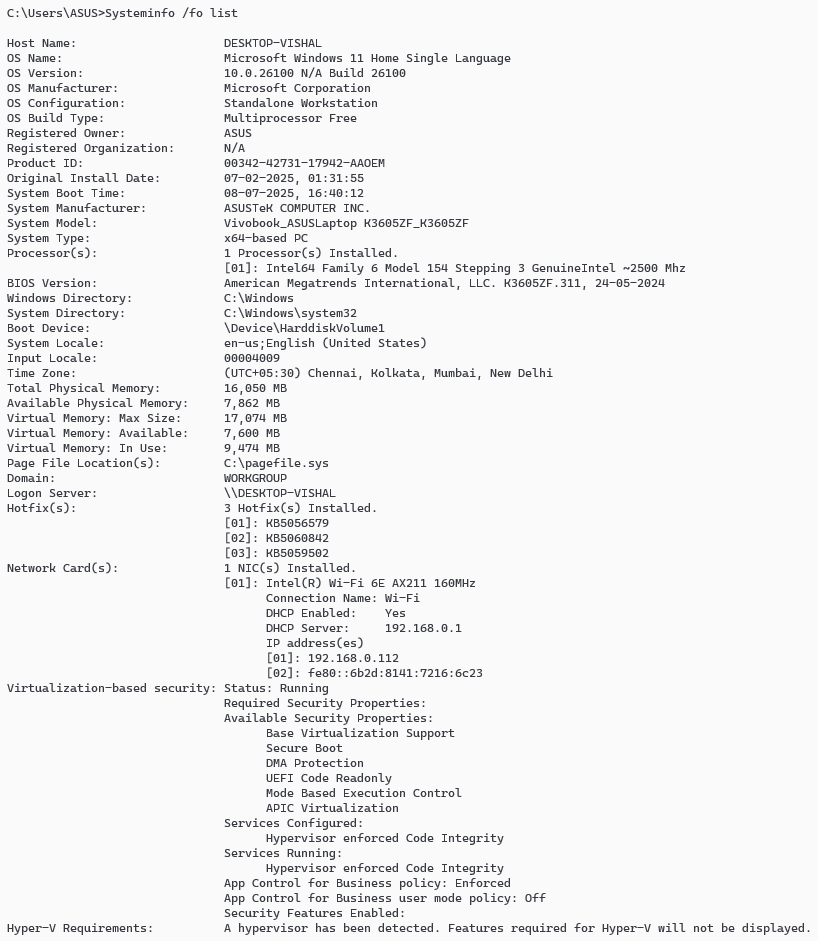 C:\Users\ASUS>Systeminfo /fo list

Host Name:                     DESKTOP-VISHAL
OS Name:                       Microsoft Windows 11 Home Single Language
OS Version:                    10.0.26100 N/A Build 26100
OS Manufacturer:               Microsoft Corporation
OS Configuration:              Standalone Workstation
OS Build Type:                 Multiprocessor Free
Registered Owner:              ASUS
Registered Organization:       N/A
Product ID:                    00342-42731-17942-AAOEM
Original Install Date:         07-02-2025, 01:31:55
System Boot Time:              08-07-2025, 16:40:12
System Manufacturer:           ASUSTeK COMPUTER INC.
System Model:                  Vivobook_ASUSLaptop K3605ZF_K3605ZF
System Type:                   x64-based PC
Processor(s):                  1 Processor(s) Installed.
                               [01]: Intel64 Family 6 Model 154 Stepping 3 GenuineIntel ~2500 Mhz
BIOS Version:                  American Megatrends International, LLC. K3605ZF.311, 24-05-2024
Windows Directory:             C:\Windows
System Directory:              C:\Windows\system32
Boot Device:                   \Device\HarddiskVolume1
System Locale:                 en-us;English (United States)
Input Locale:                  00004009
Time Zone:                     (UTC+05:30) Chennai, Kolkata, Mumbai, New Delhi
Total Physical Memory:         16,050 MB
Available Physical Memory:     7,862 MB
Virtual Memory: Max Size:      17,074 MB
Virtual Memory: Available:     7,600 MB
Virtual Memory: In Use:        9,474 MB
Page File Location(s):         C:\pagefile.sys
Domain:                        WORKGROUP
Logon Server:                  \\DESKTOP-VISHAL
Hotfix(s):                     3 Hotfix(s) Installed.
                               [01]: KB5056579
                               [02]: KB5060842
                               [03]: KB5059502
Network Card(s):               1 NIC(s) Installed.
                               [01]: Intel(R) Wi-Fi 6E AX211 160MHz
                                     Connection Name: Wi-Fi
                                     DHCP Enabled:    Yes
                                     DHCP Server:     192.168.0.1
                                     IP address(es)
                                     [01]: 192.168.0.112
                                     [02]: fe80::6b2d:8141:7216:6c23
Virtualization-based security: Status: Running
                               Required Security Properties:
                               Available Security Properties:
                                     Base Virtualization Support
                                     Secure Boot
                                     DMA Protection
                                     UEFI Code Readonly
                                     Mode Based Execution Control
                                     APIC Virtualization
                               Services Configured:
                                     Hypervisor enforced Code Integrity
                               Services Running:
                                     Hypervisor enforced Code Integrity
                               App Control for Business policy: Enforced
                               App Control for Business user mode policy: Off
                               Security Features Enabled:
Hyper-V Requirements:          A hypervisor has been detected. Features required for Hyper-V will not be displayed.